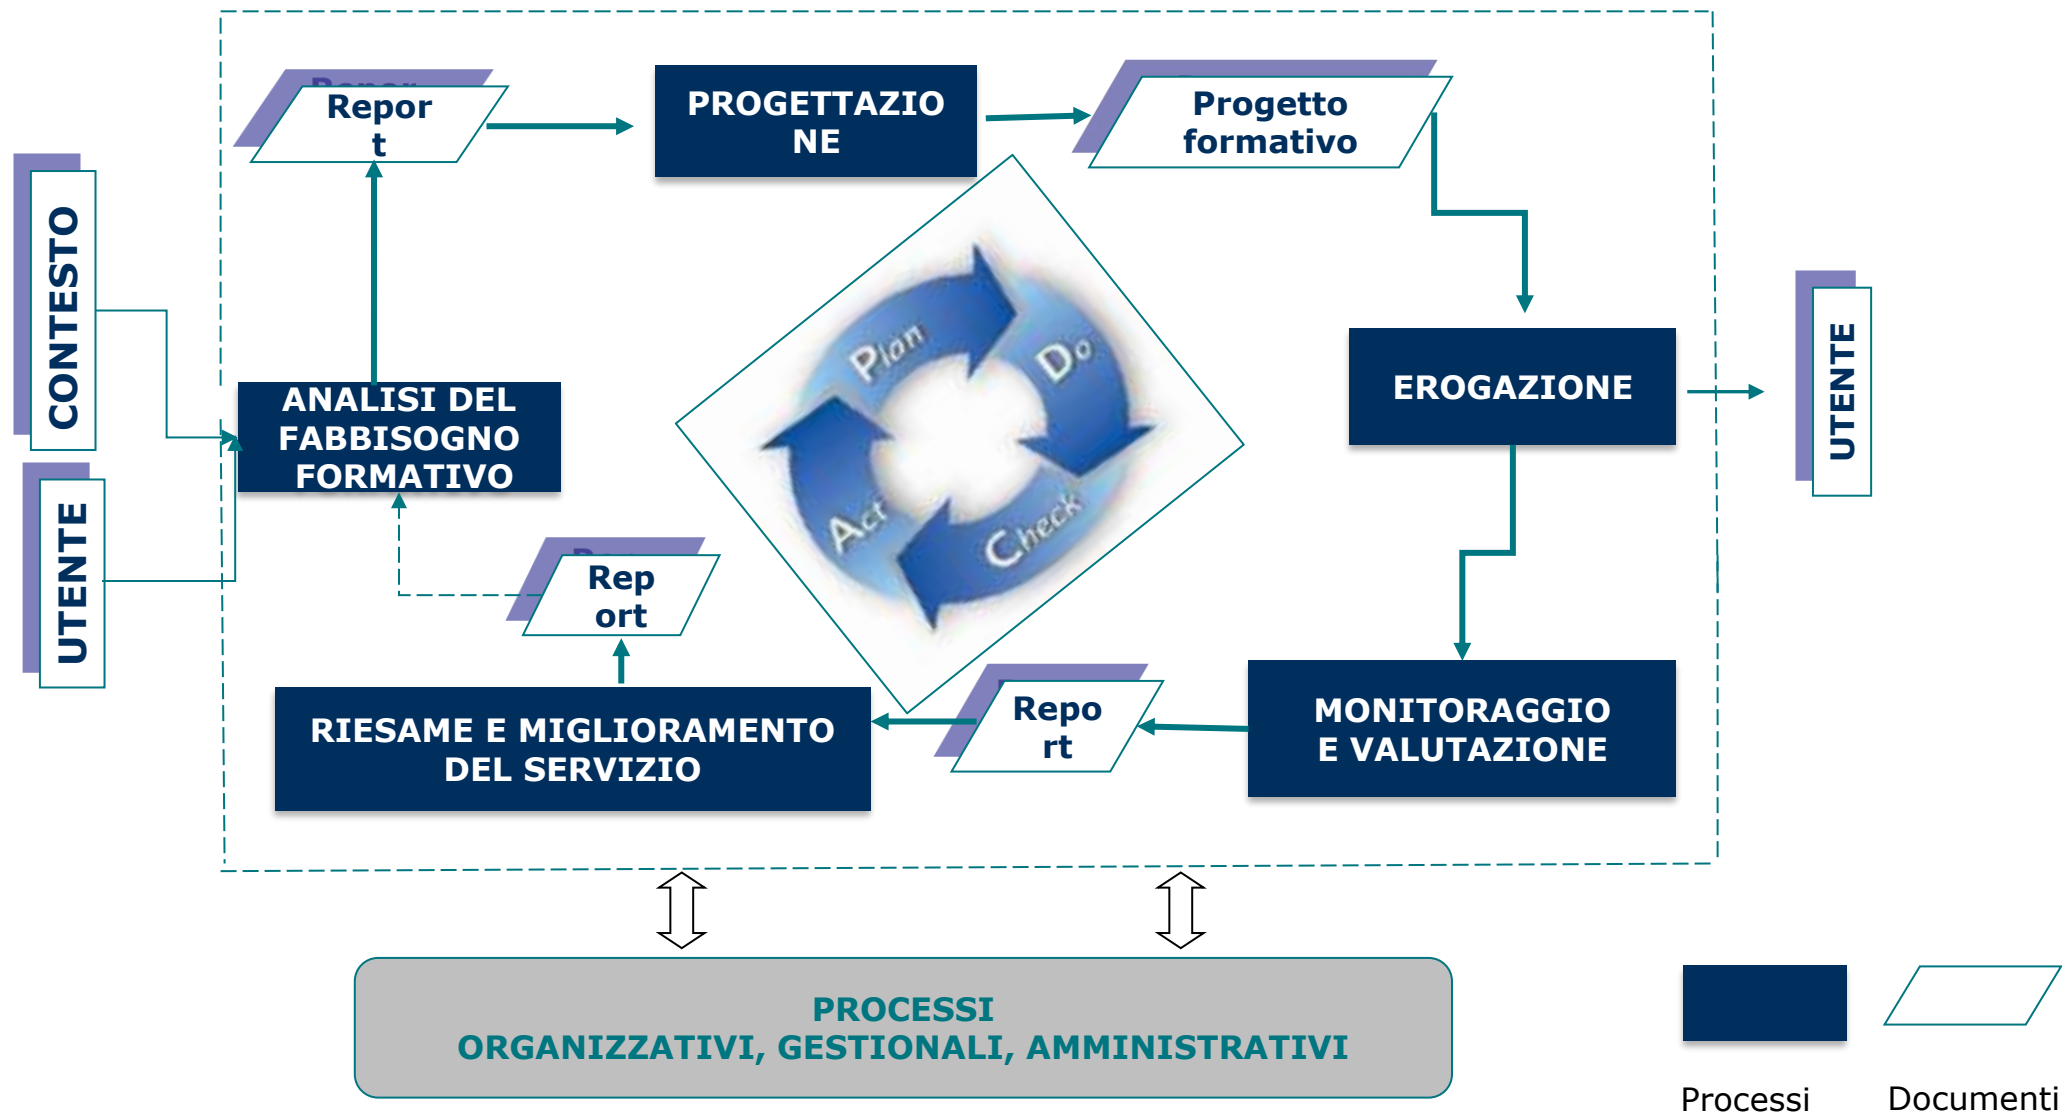 Repor
t
PROGETTAZIO
NE
Progetto
formativo
CONTESTO
UTENTE
ANALISI DEL
FABBISOGNO
FORMATIVO
Plan
Do
Check
Act
EROGAZIONE
UTENTE
Rep
ort
RIESAME E MIGLIORAMENTO
DEL SERVIZIO
Repo
rt
MONITORAGGIO
E VALUTAZIONE
PROCESSI
ORGANIZZATIVI, GESTIONALI, AMMINISTRATIVI
Processi
Documenti